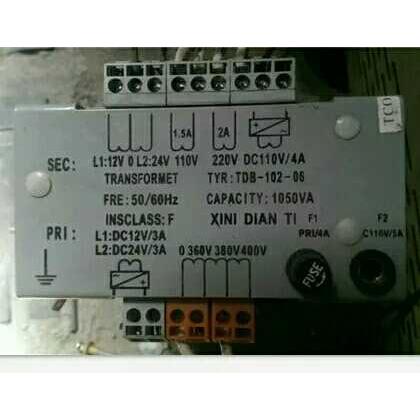 TCO
1.5A
2A
SEC: L1:12V 0 L2:24V 110V 220V DC110V/4A
TRANSFORMET TYR:TDB-102-06
FRE: 50/60Hz CAPACITY: 1050VA
INSCLASS: F XINI DIAN TI F1 F2
PRI: L1:DC12V/3A PRI/4A C110V/5A
L2:DC24V/3A 0 360V 380V 400V
FUSE